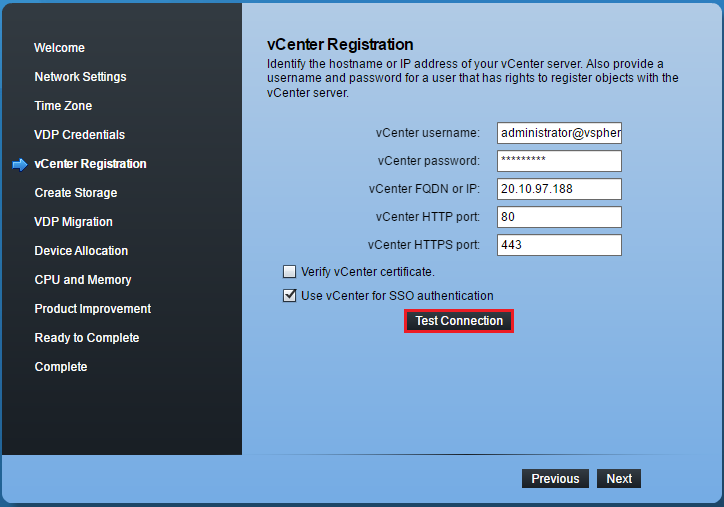 Welcome
Network Settings
Time Zone
VDP Credentials
vCenter Registration
Create Storage
VDP Migration
Device Allocation
CPU and Memory
Product Improvement
Ready to Complete
Complete
vCenter Registration
Identify the hostname or IP address of your vCenter server. Also provide a
username and password for a user that has rights to register objects with the
vCenter server.
vCenter username: administrator@vspher
vCenter password: *********
vCenter FQDN or IP: 20.10.97.188
vCenter HTTP port: 80
vCenter HTTPS port: 443
Verify vCenter certificate.
Use vCenter for SSO authentication
Test Connection
Previous Next